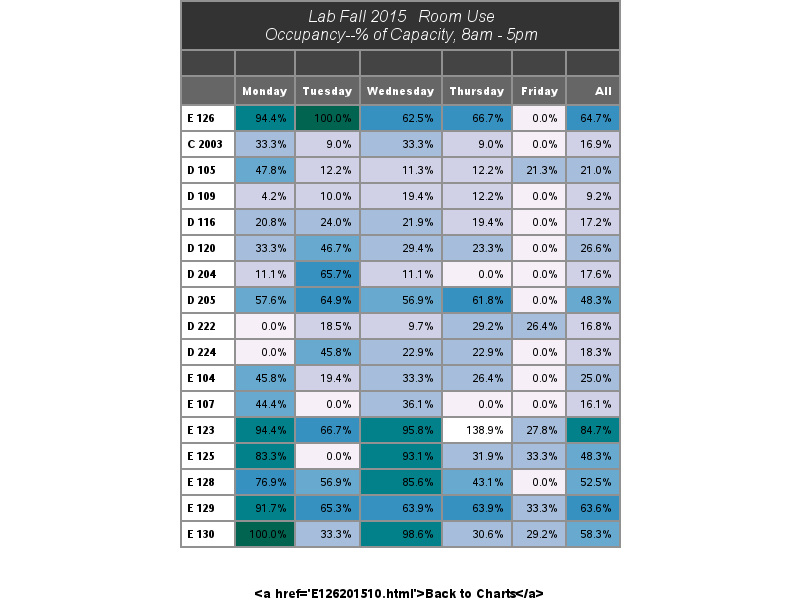 Lab Fall 2015 Room Use
Occupancy--% of Capacity, 8am - 5pm
Monday Tuesday Wednesday Thursday Friday All
E 126 94.4% 100.0% 62.5% 66.7% 0.0% 64.7%
C 2003 33.3% 9.0% 33.3% 9.0% 0.0% 16.9%
D 105 47.8% 12.2% 11.3% 12.2% 21.3% 21.0%
D 109 4.2% 10.0% 19.4% 12.2% 0.0% 9.2%
D 116 20.8% 24.0% 21.9% 19.4% 0.0% 17.2%
D 120 33.3% 46.7% 29.4% 23.3% 0.0% 26.6%
D 204 11.1% 65.7% 11.1% 0.0% 0.0% 17.6%
D 205 57.6% 64.9% 56.9% 61.8% 0.0% 48.3%
D 222 0.0% 18.5% 9.7% 29.2% 26.4% 16.8%
D 224 0.0% 45.8% 22.9% 22.9% 0.0% 18.3%
E 104 45.8% 19.4% 33.3% 26.4% 0.0% 25.0%
E 107 44.4% 0.0% 36.1% 0.0% 0.0% 16.1%
E 123 94.4% 66.7% 95.8% 138.9% 27.8% 84.7%
E 125 83.3% 0.0% 93.1% 31.9% 33.3% 48.3%
E 128 76.9% 56.9% 85.6% 43.1% 0.0% 52.5%
E 129 91.7% 65.3% 63.9% 63.9% 33.3% 63.6%
E 130 100.0% 33.3% 98.6% 30.6% 29.2% 58.3%
<a href='E126201510.html'>Back to Charts</a>